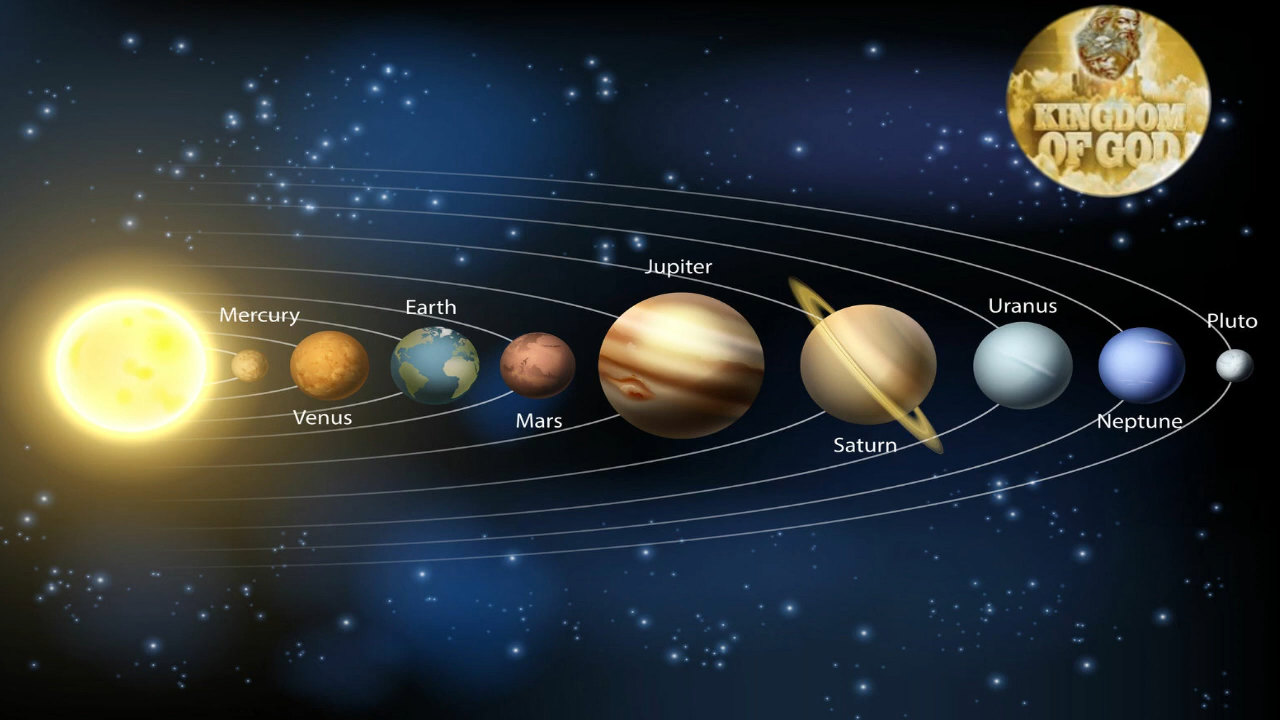 KINGDOM
OF GOD
Jupiter
Mercury
Earth
Uranus
Pluto
Venus
Mars
Saturn
Neptune